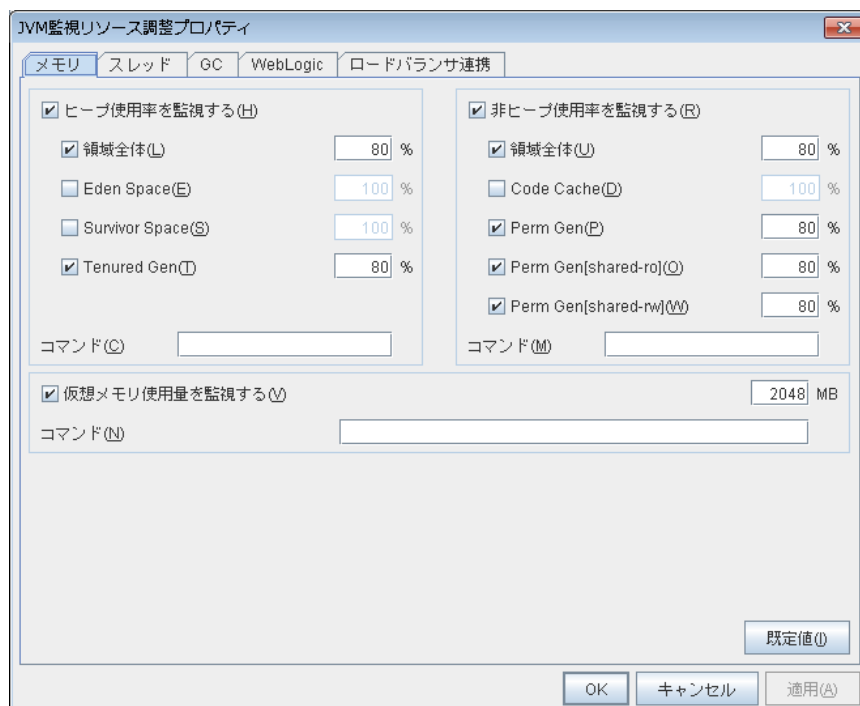 JVM監視リソース調整プロパティ
メモリ スレッド GC WebLogic ロードバランサ連携
ヒープ使用率を監視する(H)
領域全体(L) 80 %
Eden Space(E) 100 %
Survivor Space(S) 100 %
Tenured Gen(T) 80 %
コマンド(C)
非ヒープ使用率を監視する(R)
領域全体(U) 80 %
Code Cache(D) 100 %
Perm Gen(P) 80 %
Perm Gen[shared-ro](O) 80 %
Perm Gen[shared-rw](W) 80 %
コマンド(M)
仮想メモリ使用量を監視する(V) 2048 MB
コマンド(N)
既定値(I)
OK キャンセル 適用(A)